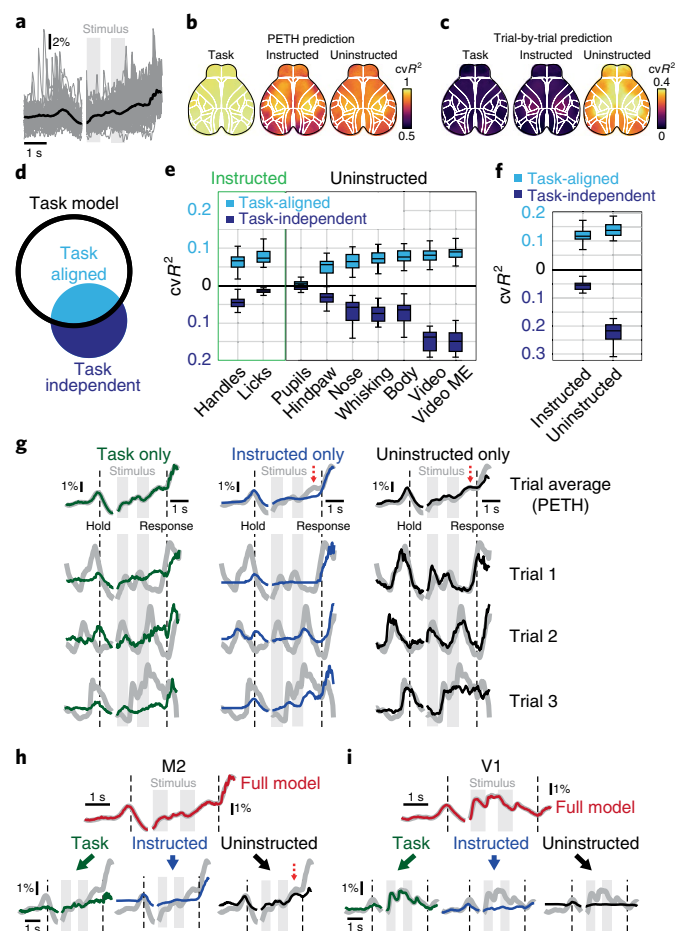 a
2%
Stimulus
1 s
b
PETH prediction
Task
Instructed
Uninstructed
cvR²
1
0.5
c
Trial-by-trial prediction
Task
Instructed
Uninstructed
cvR²
0.4
0
d
Task model
Task
aligned
Task
independent
e
Instructed
Uninstructed
Task-aligned
Task-independent
cvR²
0.2
0.1
0
0.1
0.2
Handles
Licks
Pupils
Hindpaw
Nose
Whisking
Body
Video
Video ME
f
Task-aligned
Task-independent
cvR²
0.2
0.1
0
0.1
0.2
0.3
Instructed
Uninstructed
g
Task only
Instructed only
Uninstructed only
1%
Stimulus
1 s
1%
Stimulus
1 s
1%
Stimulus
1 s
Trial average
(PETH)
Hold
Response
Hold
Response
Hold
Response
Trial 1
Trial 2
Trial 3
h
M2
1 s
Stimulus
Full model
1%
Task
Instructed
Uninstructed
1%
1 s
i
V1
1 s
Stimulus
1%
Full model
Task
Instructed
Uninstructed
1%
1 s